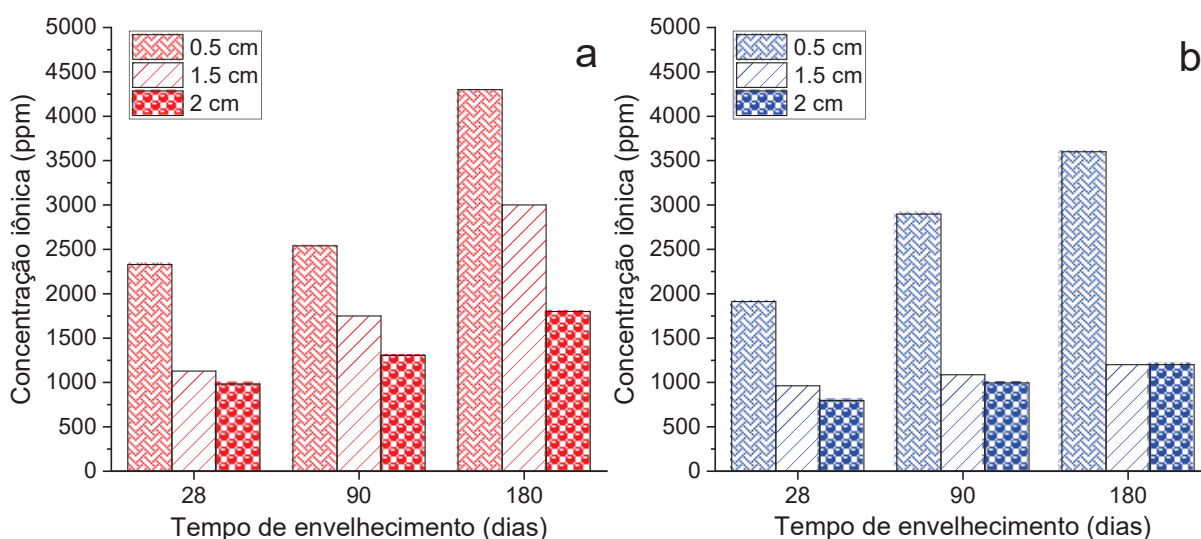 5000
4500
4000
3500
3000
2500
2000
1500
1000
500
0
Concentração iônica (ppm)
0.5 cm
1.5 cm
2 cm
a
28 90 180
Tempo de envelhecimento (dias)
5000
4500
4000
3500
3000
2500
2000
1500
1000
500
0
Concentração iônica (ppm)
0.5 cm
1.5 cm
2 cm
b
28 90 180
Tempo de envelhecimento (dias)